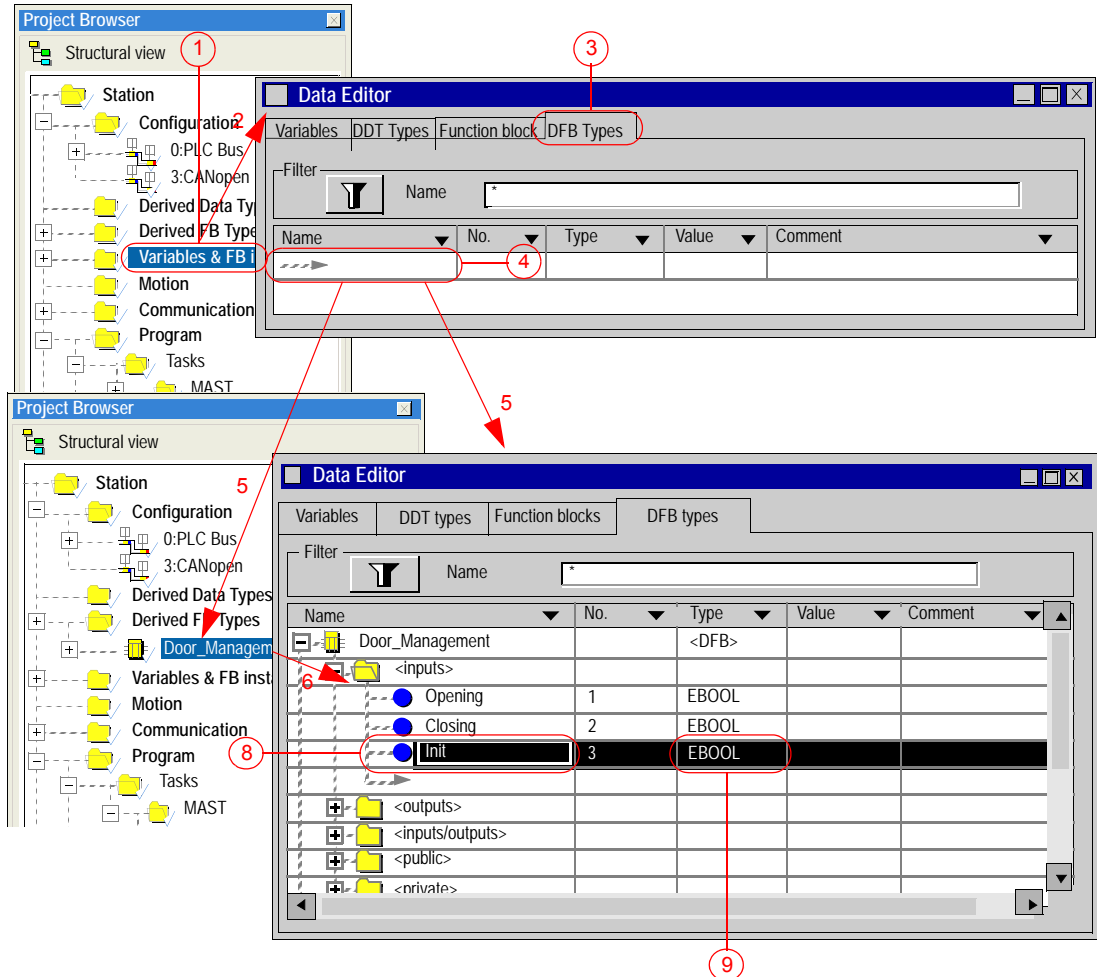 Project Browser
Structural view
1
3
Station
Configuration
0:PLC Bus
3:CANopen
Derived Data Ty
Derived FB Type
Variables & FB i
Motion
Communication
Program
Tasks
MAST
2
Data Editor
Variables DDT Types Function block DFB Types
Filter
Name *
Name No. Type Value Comment
4
5
5
Project Browser
Structural view
Station
Configuration
0:PLC Bus
3:CANopen
Derived Data Types
Derived F Types
Door_Managem
Variables & FB inst
Motion
Communication
Program
Tasks
MAST
Data Editor
Variables DDT types Function blocks DFB types
Filter
Name *
Name No. Type Value Comment
Door_Management <DFB>
6
<inputs>
Opening 1 EBOOL
Closing 2 EBOOL
8
Init 3 EBOOL
<outputs>
<inputs/outputs>
<public>
<private>
9